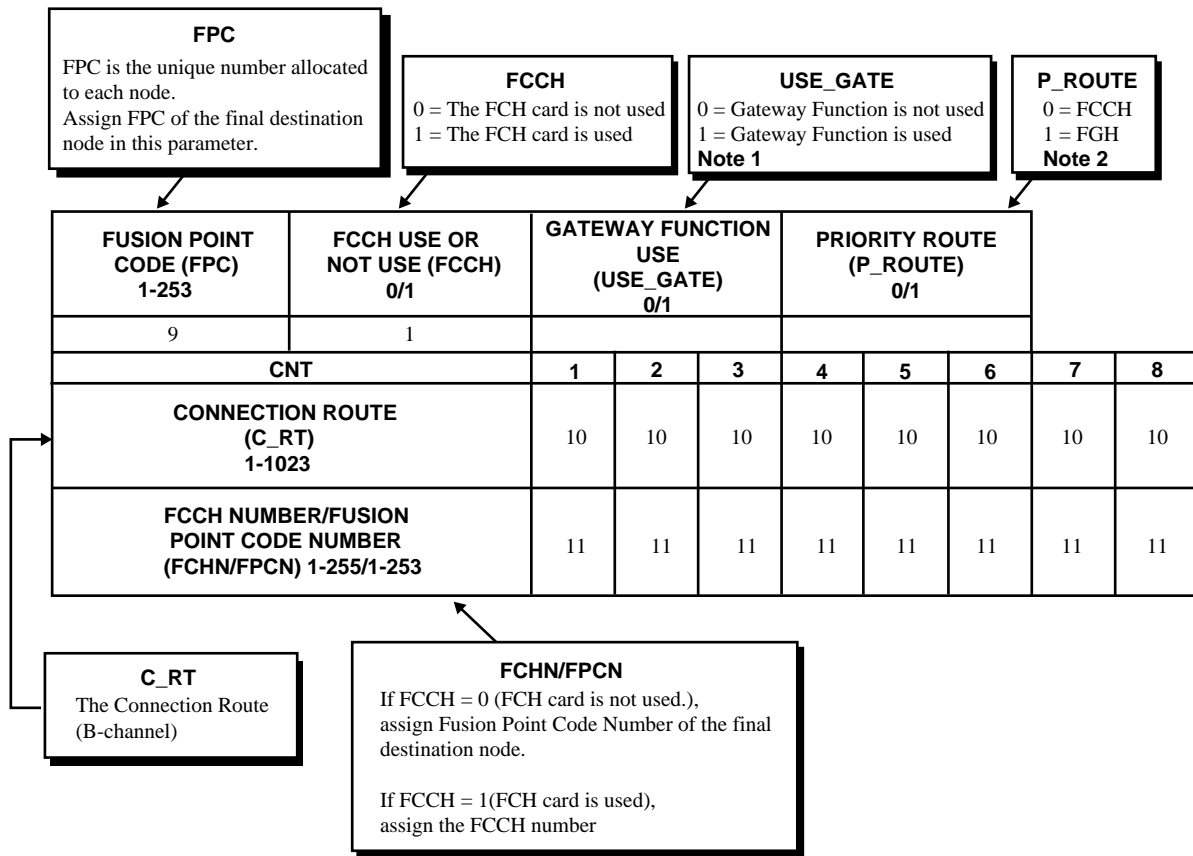 FPC
FPC is the unique number allocated
to each node.
Assign FPC of the final destination
node in this parameter.
FCCH
0 = The FCH card is not used
1 = The FCH card is used
USE_GATE
0 = Gateway Function is not used
1 = Gateway Function is used
Note 1
P_ROUTE
0 = FCCH
1 = FGH
Note 2
FUSION POINT
CODE (FPC)
1-253
FCCH USE OR
NOT USE (FCCH)
0/1
GATEWAY FUNCTION
USE
(USE_GATE)
0/1
PRIORITY ROUTE
(P_ROUTE)
0/1
9 1
CNT 1 2 3 4 5 6 7 8
CONNECTION ROUTE
(C_RT)
1-1023
10 10 10 10 10 10 10 10
FCCH NUMBER/FUSION
POINT CODE NUMBER
(FCHN/FPCN) 1-255/1-253
11 11 11 11 11 11 11 11
C_RT
The Connection Route
(B-channel)
FCHN/FPCN
If FCCH = 0 (FCH card is not used.),
assign Fusion Point Code Number of the final
destination node.
If FCCH = 1(FCH card is used),
assign the FCCH number